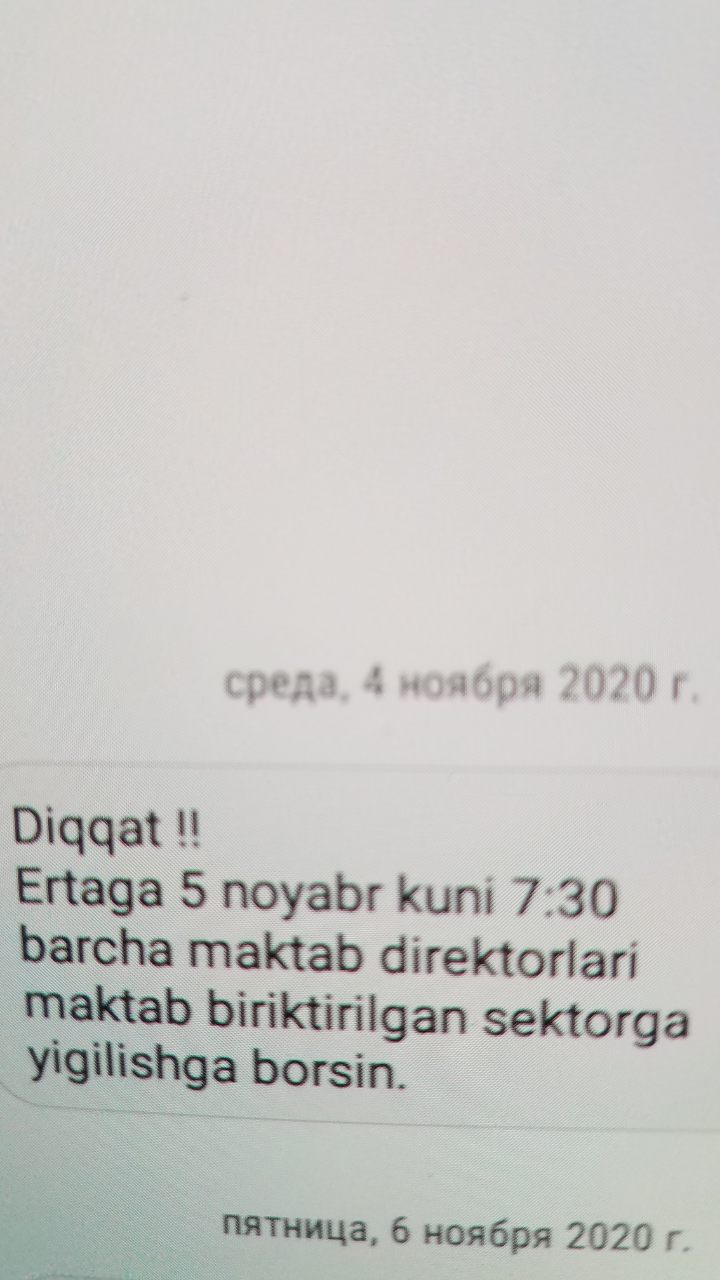 среда, 4 ноября 2020 г.
Diqqat !!
Ertaga 5 noyabr kuni 7:30
barcha maktab direktorlari
maktab biriktirilgan sektorga
yigilishga borsin.
пятница, 6 ноября 2020 г.